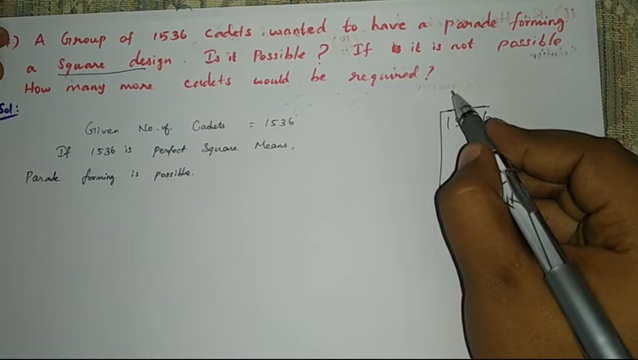 ) A Group of 1536 Cadets wanted to have a parade forming
a Square design. Is it Possible? If it is not possible
How many more cadets would be required?
Sol:
Given No. of Cadets = 1536
If 1536 is perfect Square Means,
Parade forming is possible.